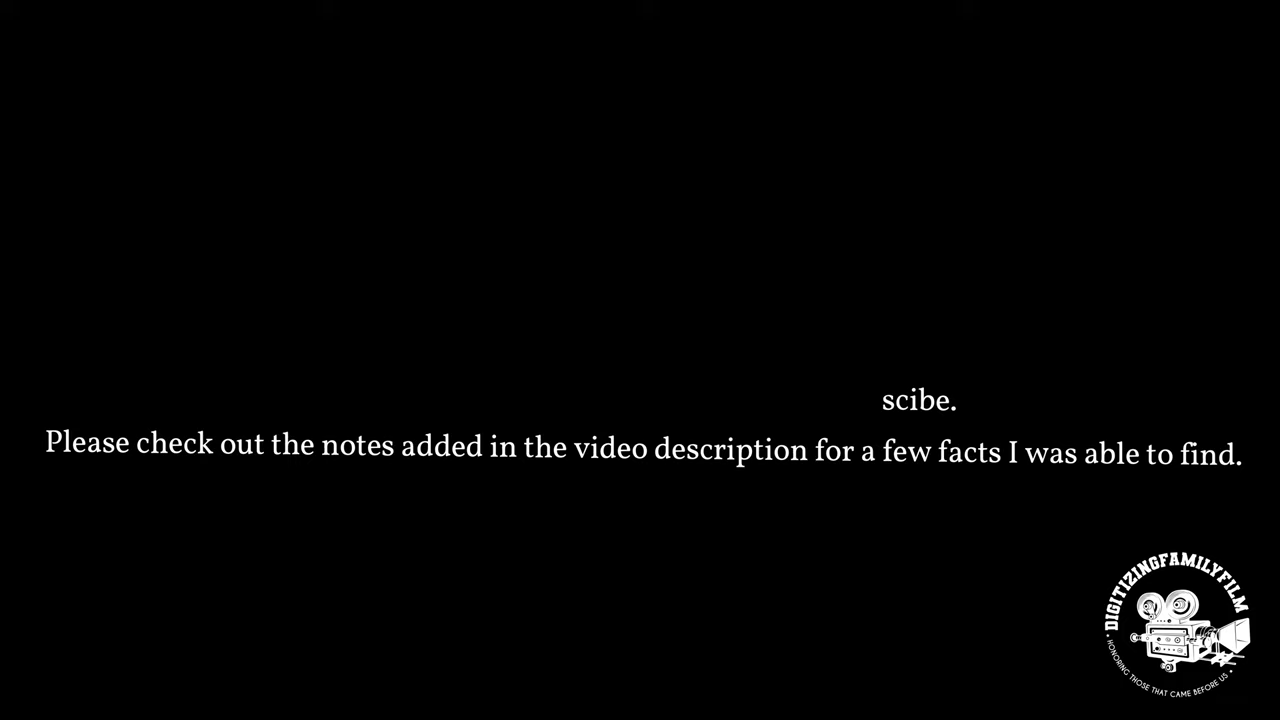 scibe.
Please check out the notes added in the video description for a few facts I was able to find.
DIGITIZINGFAMILYFILM
• HONORING THOSE THAT CAME BEFORE US •